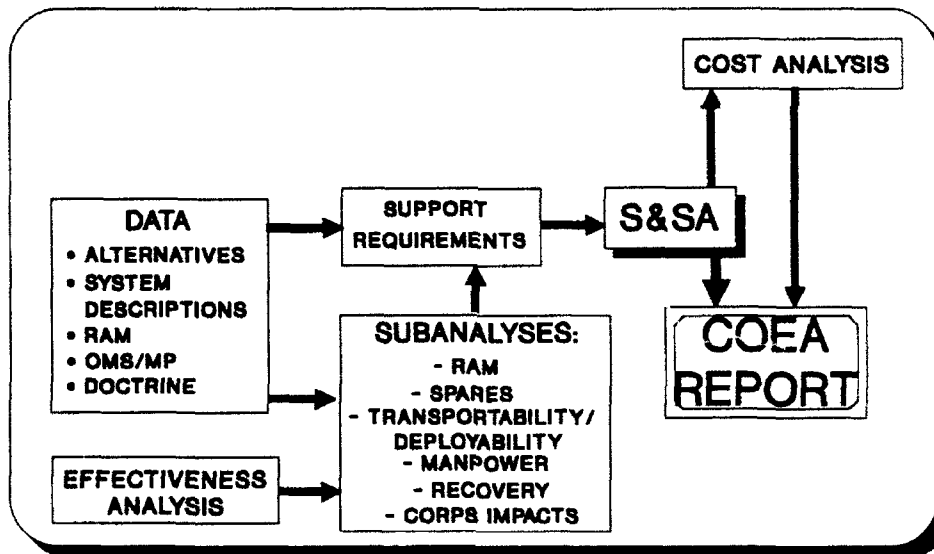 COST ANALYSIS
DATA
• ALTERNATIVES
• SYSTEM
DESCRIPTIONS
• RAM
• OMS/MP
• DOCTRINE
SUPPORT
REQUIREMENTS
S&SA
SUBANALYSES:
- RAM
- SPARES
- TRANSPORTABILITY/
DEPLOYABILITY
- MANPOWER
- RECOVERY
- CORPS IMPACTS
COEA
REPORT
EFFECTIVENESS
ANALYSIS